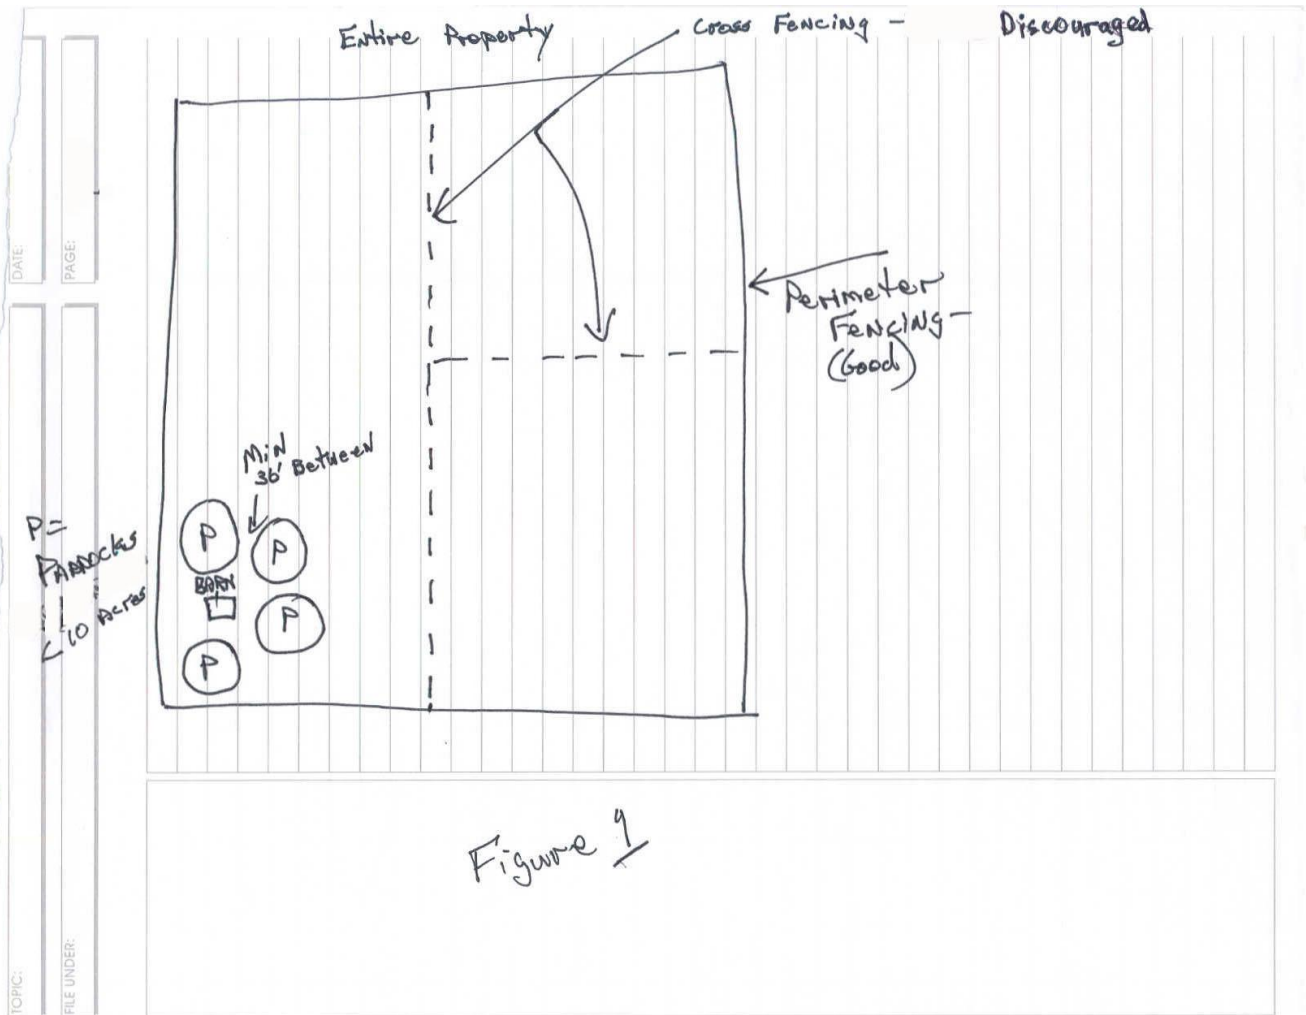 Entire Property
Cross Fencing - Discouraged
Perimeter
Fencing-
(Good)
Min
36' Between
P
P
BARN
P
P
P=
PADDOCKS
<10 Acres
Figure 9
DATE:
PAGE:
TOPIC:
FILE UNDER: